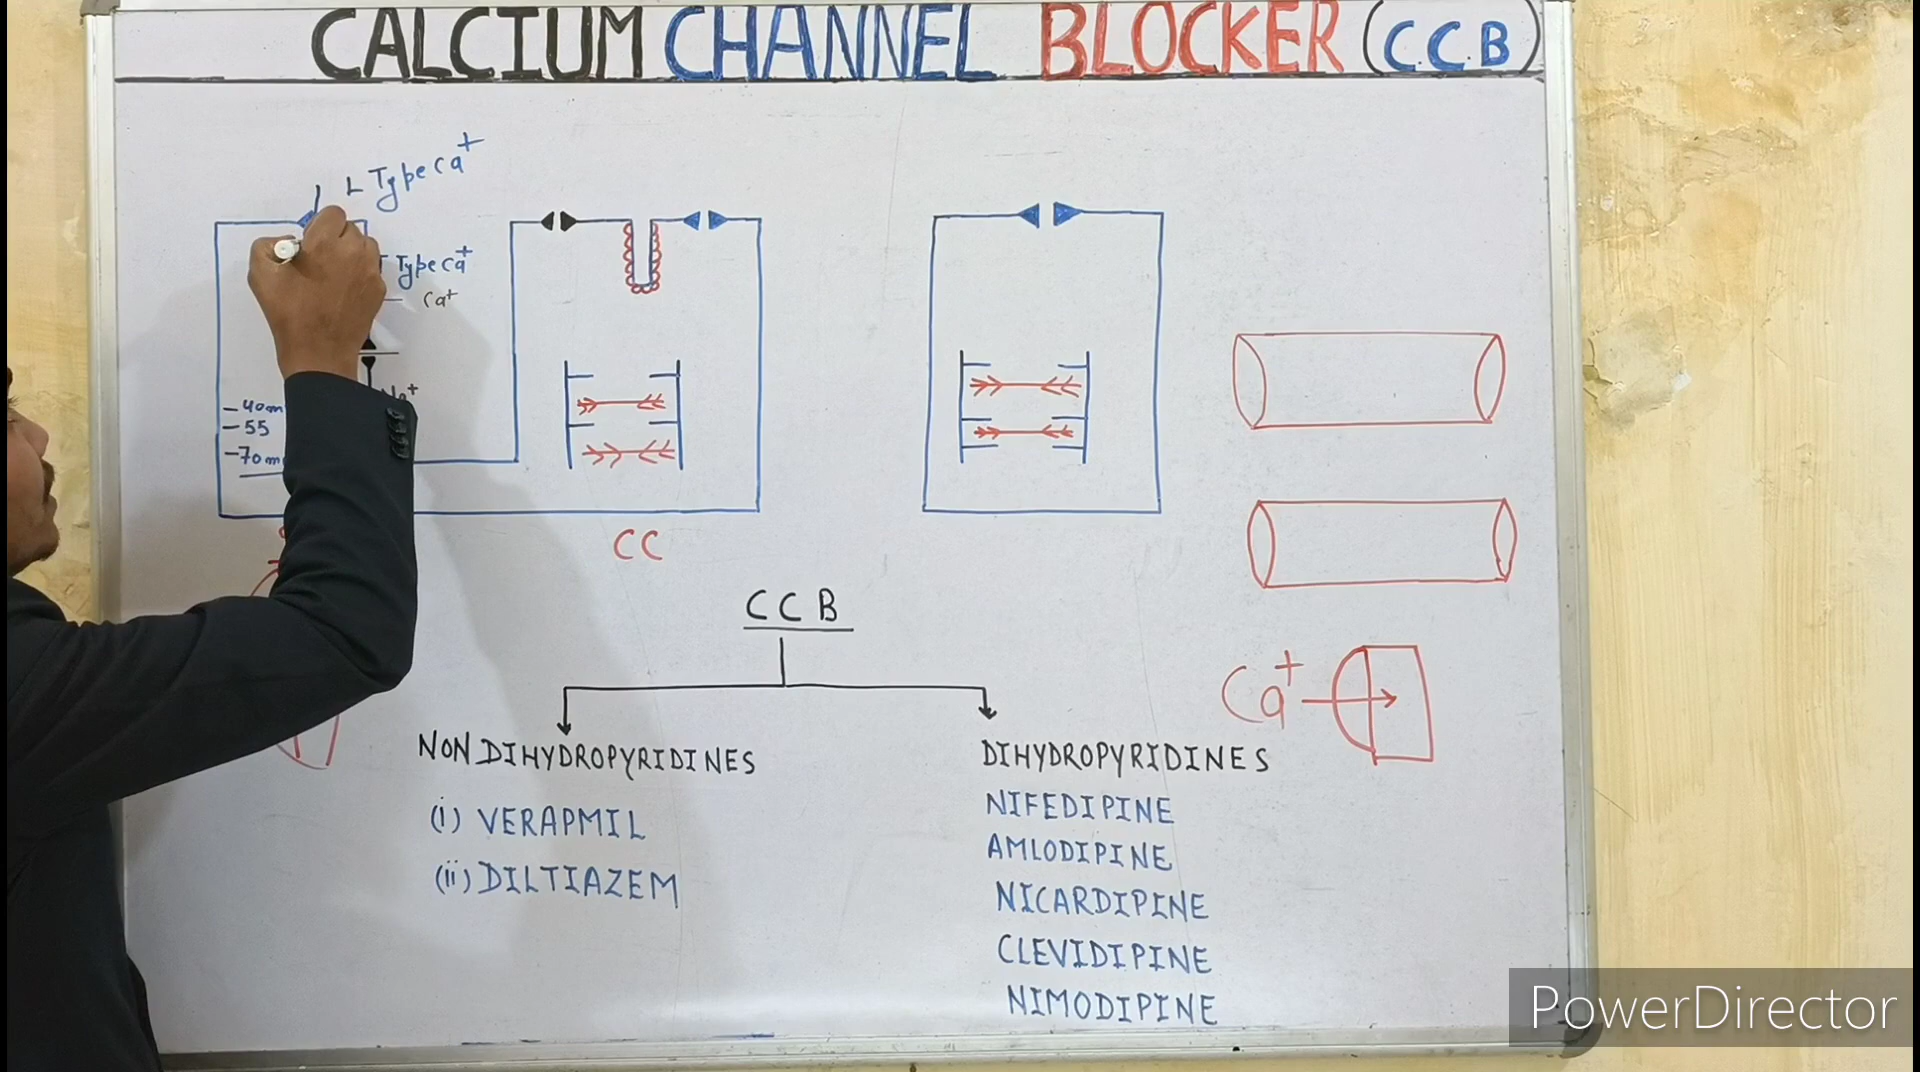 CALCIUM CHANNEL BLOCKER (C.C.B)
L Type Ca+
T Type Ca+
Ca+
-40m
-55
-70m
CC
CCB
Ca+
NON DIHYDROPYRIDINES
DIHYDROPYRIDINES
(i) VERAPMIL
(ii) DILTIAZEM
NIFEDIPINE
AMLODIPINE
NICARDIPINE
CLEVIDIPINE
NIMODIPINE
PowerDirector